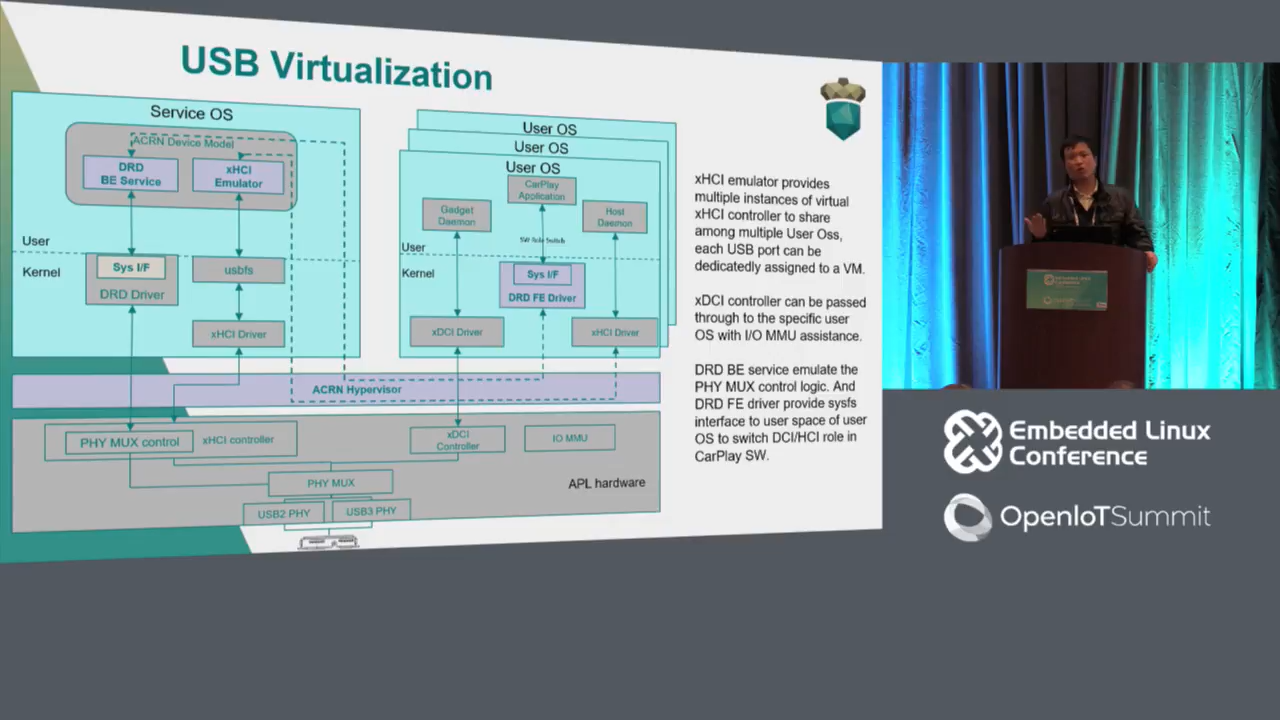 USB Virtualization
Service OS
ACRN Device Model
DRD
BE Service
xHCI
Emulator
User
Kernel
Sys I/F
DRD Driver
usbfs
xHCI Driver
User OS
User OS
User OS
CarPlay
Application
Gadget
Daemon
Host
Daemon
SW Role Switch
User
Kernel
Sys I/F
DRD FE Driver
xDCI Driver
xHCI Driver
ACRN Hypervisor
PHY MUX control
xHCI controller
xDCI
Controller
IO MMU
PHY MUX
APL hardware
USB2 PHY
USB3 PHY
xHCI emulator provides
multiple instances of virtual
xHCI controller to share
among multiple User Oss,
each USB port can be
dedicatedly assigned to a VM.
xDCI controller can be passed
through to the specific user
OS with I/O MMU assistance.
DRD BE service emulate the
PHY MUX control logic. And
DRD FE driver provide sysfs
interface to user space of user
OS to switch DCI/HCI role in
CarPlay SW.
Embedded Linux
Conference
OpenIoTSummit